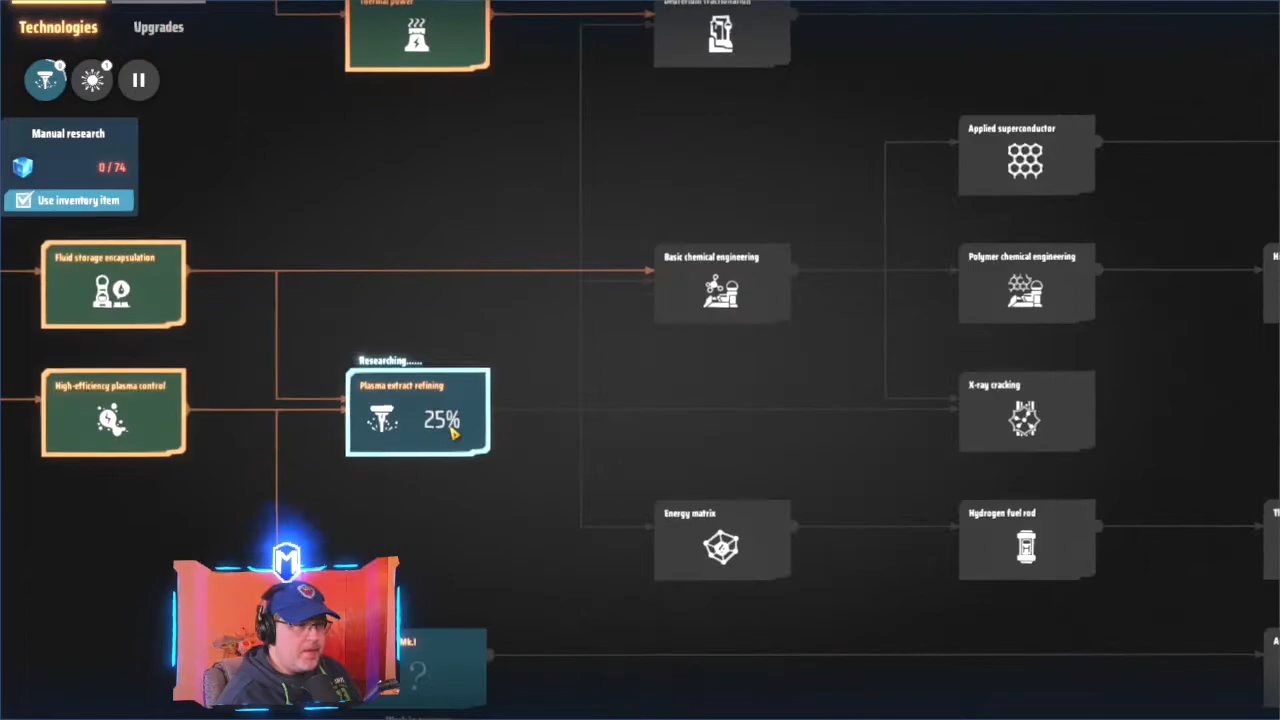 Technologies
Upgrades
Thermal power
0
1
Manual research
0 / 74
Use inventory item
Applied superconductor
Fluid storage encapsulation
Basic chemical engineering
Polymer chemical engineering
Researching......
High-efficiency plasma control
Plasma extract refining
25%
X-ray cracking
Energy matrix
Hydrogen fuel rod
M
Mk.I
?